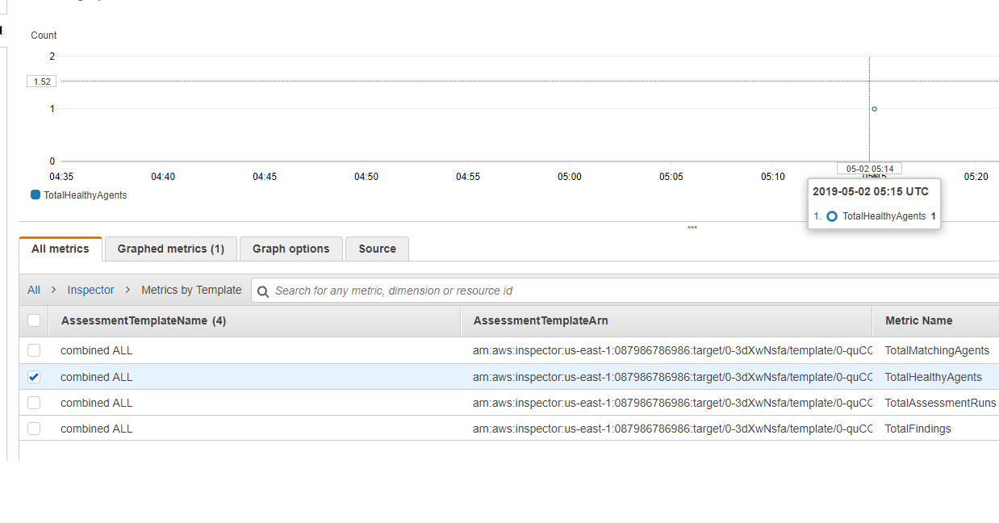 Count
2
1.52
1
0
04:35 04:40 04:45 04:50 04:55 05:00 05:05 05:10 05:15 05:20
05-02 05:14
TotalHealthyAgents
2019-05-02 05:15 UTC
1. TotalHealthyAgents 1
All metrics Graphed metrics (1) Graph options Source
All > Inspector > Metrics by Template Search for any metric, dimension or resource id
AssessmentTemplateName (4) AssessmentTemplateArn Metric Name
combined ALL arn:aws:inspector:us-east-1:087986786986:target/0-3dXwNsfa/template/0-quCC TotalMatchingAgents
combined ALL arn:aws:inspector:us-east-1:087986786986:target/0-3dXwNsfa/template/0-quCC TotalHealthyAgents
combined ALL arn:aws:inspector:us-east-1:087986786986:target/0-3dXwNsfa/template/0-quCC TotalAssessmentRuns
combined ALL arn:aws:inspector:us-east-1:087986786986:target/0-3dXwNsfa/template/0-quCC TotalFindings